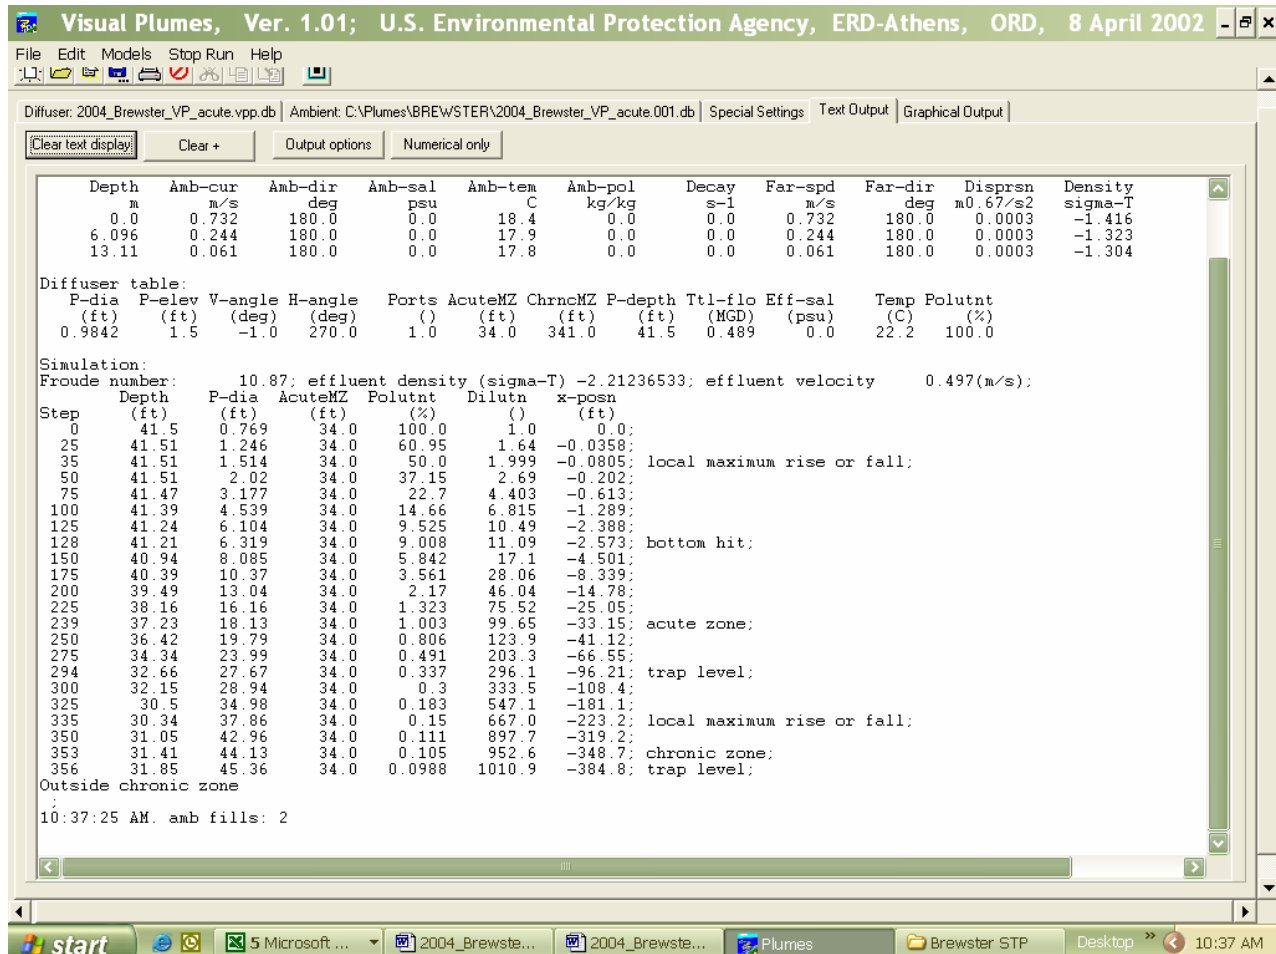 Visual Plumes, Ver. 1.01; U.S. Environmental Protection Agency, ERD-Athens, ORD, 8 April 2002
File Edit Models Stop Run Help
Diffuser: 2004_Brewster_VP_acute.vpp.db Ambient: C:\Plumes\BREWSTER\2004_Brewster_VP_acute.001.db Special Settings Text Output Graphical Output
Clear text display Clear + Output options Numerical only
Depth Amb-cur Amb-dir Amb-sal Amb-tem Amb-pol Decay Far-spd Far-dir Disprsn Density
m m/s deg psu C kg/kg s-1 m/s deg m0.67/s2 sigma-T
0.0 0.732 180.0 0.0 18.4 0.0 0.0 0.732 180.0 0.0003 -1.416
6.096 0.244 180.0 0.0 17.9 0.0 0.0 0.244 180.0 0.0003 -1.323
13.11 0.061 180.0 0.0 17.8 0.0 0.0 0.061 180.0 0.0003 -1.304
Diffuser table:
P-dia P-elev V-angle H-angle Ports AcuteMZ ChrncMZ P-depth Ttl-flo Eff-sal Temp Polutnt
(ft) (ft) (deg) (deg) () (ft) (ft) (ft) (MGD) (psu) (C) (%)
0.9842 1.5 -1.0 270.0 1.0 34.0 341.0 41.5 0.489 0.0 22.2 100.0
Simulation:
Froude number: 10.87; effluent density (sigma-T) -2.21236533; effluent velocity 0.497(m/s);
Depth P-dia AcuteMZ Polutnt Dilutn x-posn
Step (ft) (ft) (ft) (%) () (ft)
0 41.5 0.769 34.0 100.0 1.0 0.0;
25 41.51 1.246 34.0 60.95 1.64 -0.0358;
35 41.51 1.514 34.0 50.0 1.999 -0.0805; local maximum rise or fall;
50 41.51 2.02 34.0 37.15 2.69 -0.202;
75 41.47 3.177 34.0 22.7 4.403 -0.613;
100 41.39 4.539 34.0 14.66 6.815 -1.289;
125 41.24 6.104 34.0 9.525 10.49 -2.388;
128 41.21 6.319 34.0 9.008 11.09 -2.573; bottom hit;
150 40.94 8.085 34.0 5.842 17.1 -4.501;
175 40.39 10.37 34.0 3.561 28.06 -8.339;
200 39.49 13.04 34.0 2.17 46.04 -14.78;
225 38.16 16.16 34.0 1.323 75.52 -25.05;
239 37.23 18.13 34.0 1.003 99.65 -33.15; acute zone;
250 36.42 19.79 34.0 0.806 123.9 -41.12;
275 34.34 23.99 34.0 0.491 203.3 -66.55;
294 32.66 27.67 34.0 0.337 296.1 -96.21; trap level;
300 32.15 28.94 34.0 0.3 333.5 -108.4;
325 30.5 34.98 34.0 0.183 547.1 -181.1;
335 30.34 37.86 34.0 0.15 667.0 -223.2; local maximum rise or fall;
350 31.05 42.96 34.0 0.111 897.7 -319.2;
353 31.41 44.13 34.0 0.105 952.6 -348.7; chronic zone;
356 31.85 45.36 34.0 0.0988 1010.9 -384.8; trap level;
Outside chronic zone
;
10:37:25 AM. amb fills: 2
start 5 Microsoft ... 2004_Brewste... 2004_Brewste... Plumes Brewster STP Desktop » 10:37 AM